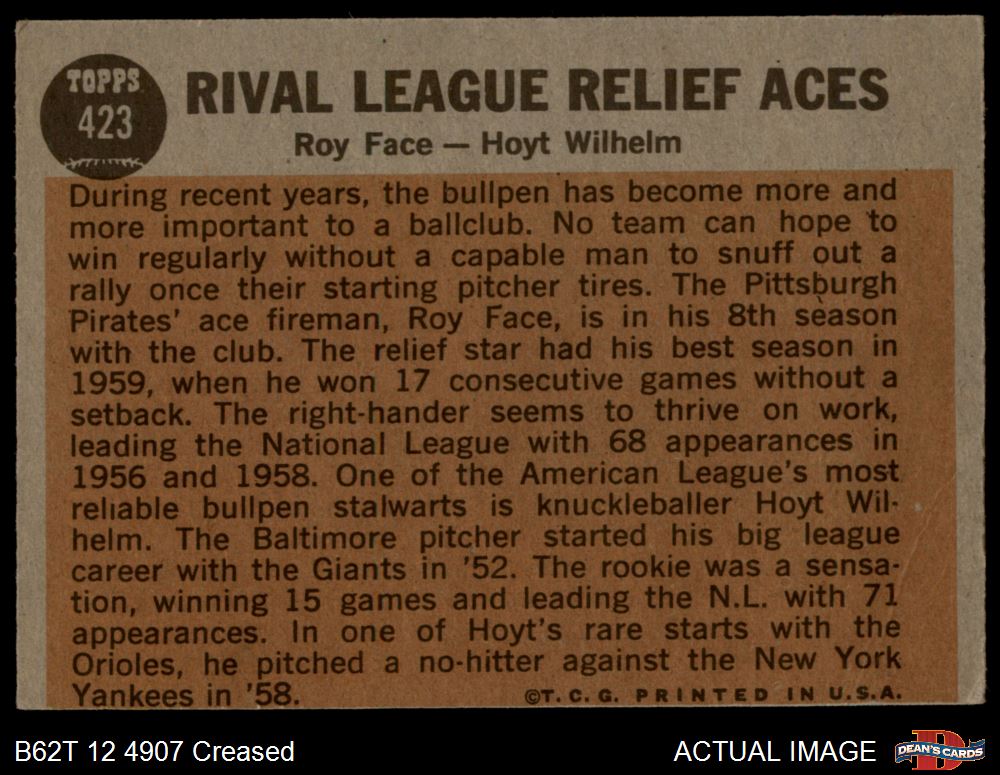 TOPPS
423
RIVAL LEAGUE RELIEF ACES
Roy Face — Hoyt Wilhelm
During recent years, the bullpen has become more and
more important to a ballclub. No team can hope to
win regularly without a capable man to snuff out a
rally once their starting pitcher tires. The Pittsburgh
Pirates' ace fireman, Roy Face, is in his 8th season
with the club. The relief star had his best season in
1959, when he won 17 consecutive games without a
setback. The right-hander seems to thrive on work,
leading the National League with 68 appearances in
1956 and 1958. One of the American League's most
reliable bullpen stalwarts is knuckleballer Hoyt Wil-
helm. The Baltimore pitcher started his big league
career with the Giants in '52. The rookie was a sensa-
tion, winning 15 games and leading the N.L. with 71
appearances. In one of Hoyt's rare starts with the
Orioles, he pitched a no-hitter against the New York
Yankees in '58.
©T. C. G. PRINTED IN U.S.A.
B62T 12 4907 Creased
ACTUAL IMAGE
D
DEAN'S CARDS